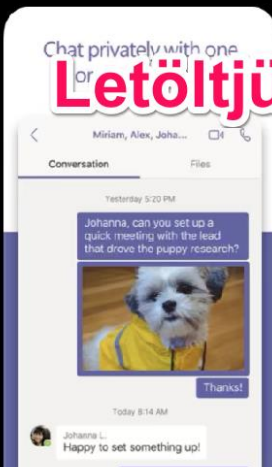 Chat privately with one
or
Letöltjü
Miriam, Alex, Joha...
Conversation
Files
Yesterday 5:20 PM
Johanna, can you set up a
quick meeting with the lead
that drove the puppy research?
Thanks!
Today 8:14 AM
Johanna L.
Happy to set something up!